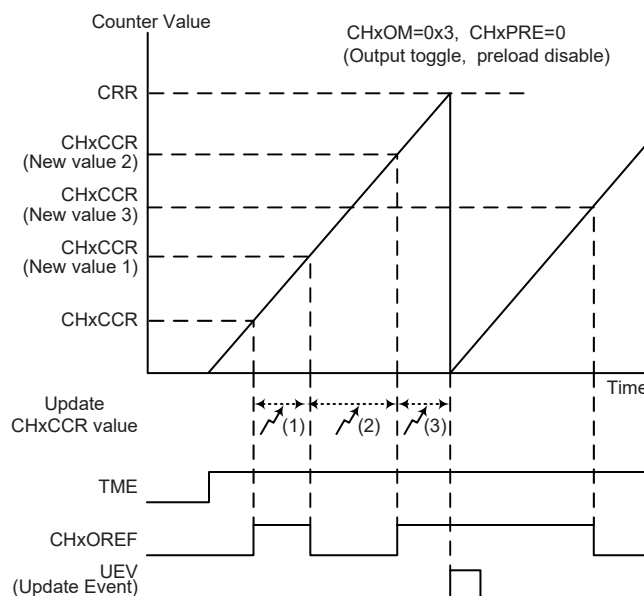 Counter Value
CHxOM=0x3, CHxPRE=0
(Output toggle, preload disable)
CRR
CHxCCR
(New value 2)
CHxCCR
(New value 3)
CHxCCR
(New value 1)
CHxCCR
Time
Update
CHxCCR value
(1)
(2)
(3)
TME
CHxOREF
UEV
(Update Event)